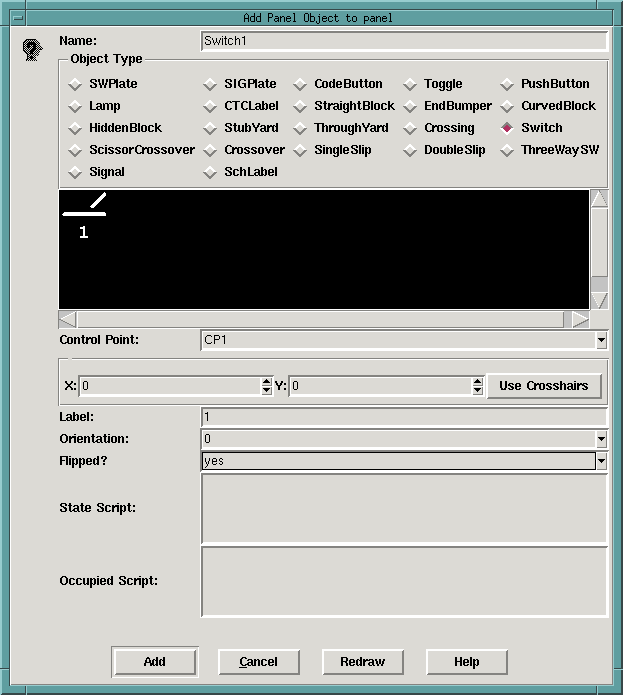 Add Panel Object to panel
Name: Switch1
Object Type
SWPlate SIGPlate CodeButton Toggle PushButton
Lamp CTCLabel StraightBlock EndBumper CurvedBlock
HiddenBlock StubYard ThroughYard Crossing Switch
ScissorCrossover Crossover SingleSlip DoubleSlip ThreeWaySW
Signal SchLabel
1
Control Point: CP1
X: 0 Y: 0 Use Crosshairs
Label: 1
Orientation: 0
Flipped? yes
State Script:
Occupied Script:
Add Cancel Redraw Help